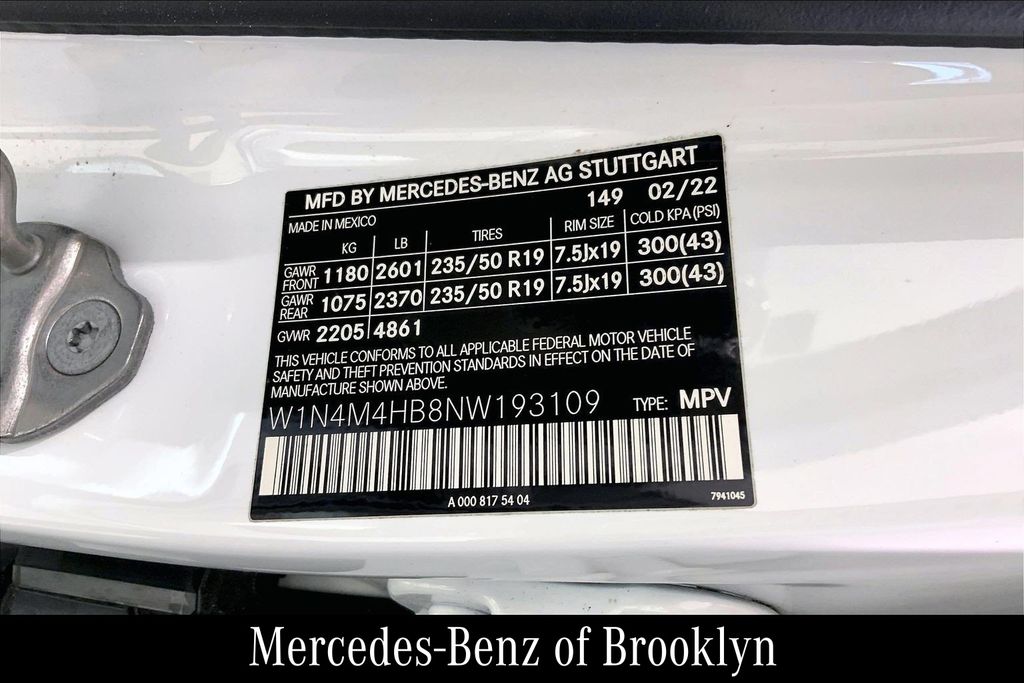 MFD BY MERCEDES-BENZ AG STUTTGART
149 02/22
MADE IN MEXICO
KG LB TIRES RIM SIZE COLD KPA (PSI)
GAWR FRONT 1180 2601 235/50 R19 7.5Jx19 300(43)
GAWR REAR 1075 2370 235/50 R19 7.5Jx19 300(43)
GVWR 2205 4861
THIS VEHICLE CONFORMS TO ALL APPLICABLE FEDERAL MOTOR VEHICLE
SAFETY AND THEFT PREVENTION STANDARDS IN EFFECT ON THE DATE OF
MANUFACTURE SHOWN ABOVE.
W1N4M4HB8NW193109 TYPE: MPV
A 000 817 54 04 7941045
Mercedes-Benz of Brooklyn